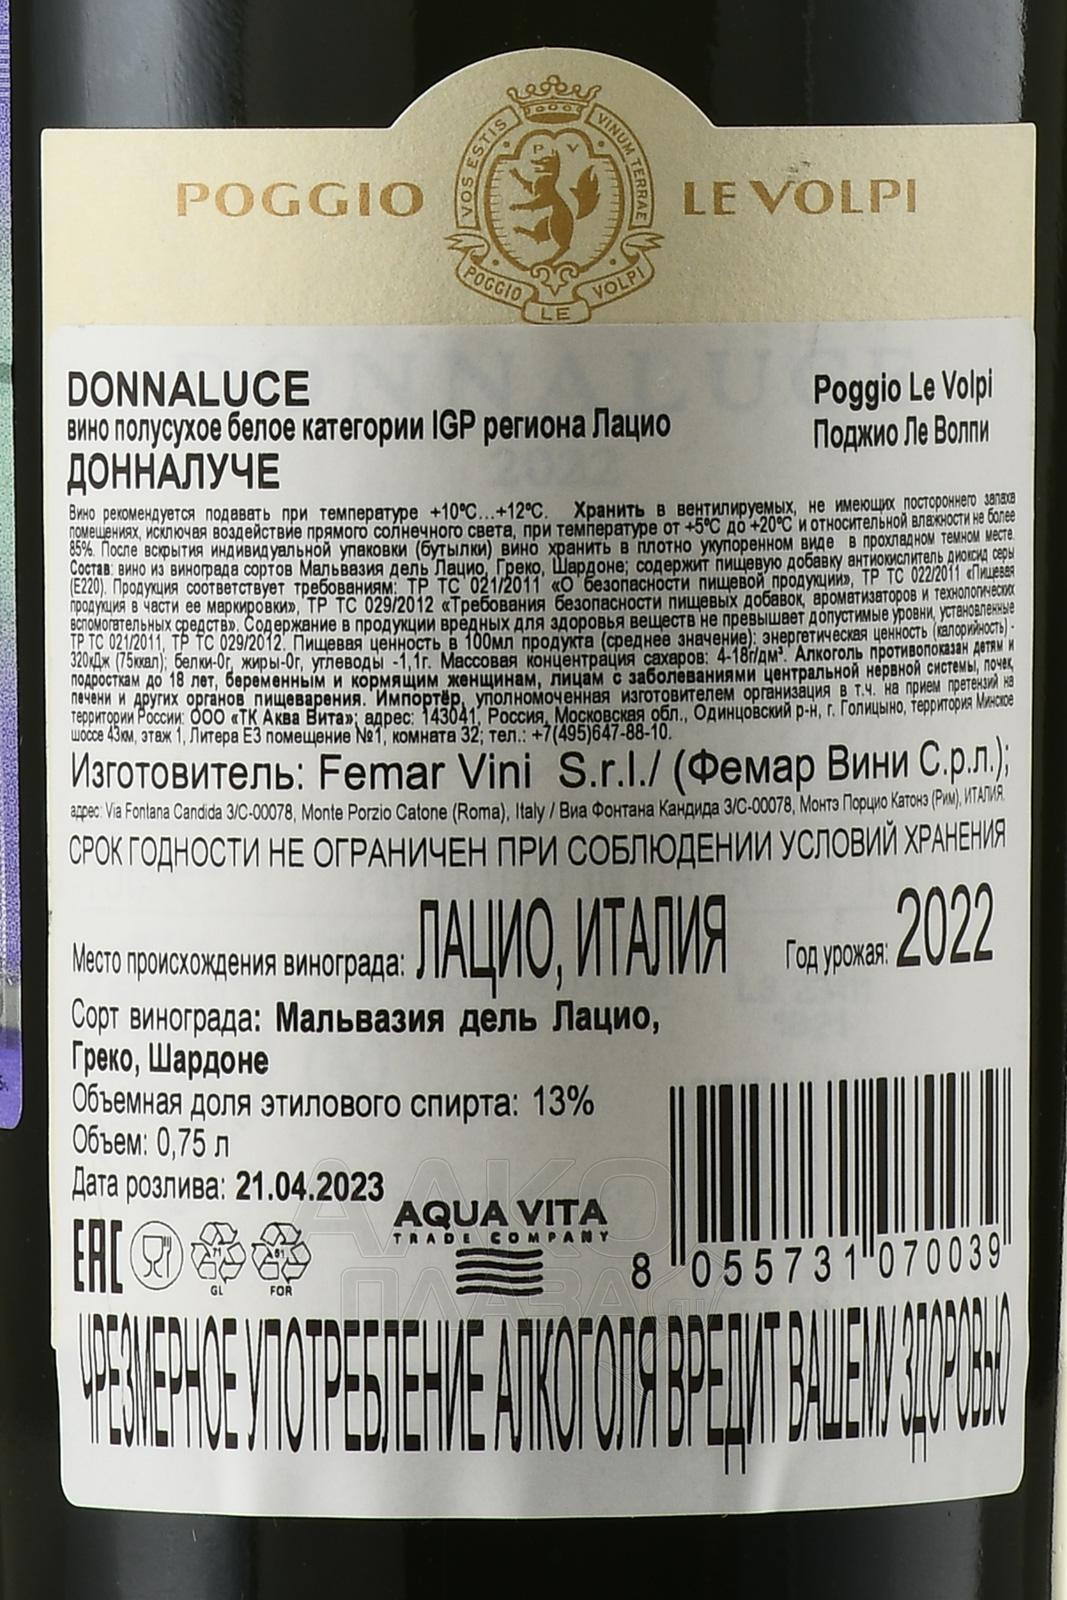 VOS ESTIS VINUM TERRAE
P V
POGGIO LE VOLPI
POGGIO LE VOLPI
DONNALUCE
2022
DONNALUCE
вино полусухое белое категории IGP региона Лацио
ДОННАЛУЧЕ
Poggio Le Volpi
Поджио Ле Волпи
Вино рекомендуется подавать при температуре +10°С...+12°С. Хранить в вентилируемых, не имеющих постороннего запаха
помещениях, исключая воздействие прямого солнечного света, при температуре от +5°С до +20°С и относительной влажности не более
85%. После вскрытия индивидуальной упаковки (бутылки) вино хранить в плотно укупоренном виде в прохладном темном месте.
Состав: вино из винограда сортов Мальвазия дель Лацио, Греко, Шардоне; содержит пищевую добавку антиокислитель диоксид серы
(Е220). Продукция соответствует требованиям: ТР ТС 021/2011 «О безопасности пищевой продукции», ТР ТС 022/2011 «Пищевая
продукция в части ее маркировки», ТР ТС 029/2012 «Требования безопасности пищевых добавок, ароматизаторов и технологических
вспомогательных средств». Содержание в продукции вредных для здоровья веществ не превышает допустимые уровни, установленные
ТР ТС 021/2011, ТР ТС 029/2012. Пищевая ценность в 100мл продукта (среднее значение): энергетическая ценность (калорийность) -
320кДж (75ккал); белки-0г, жиры-0г, углеводы -1,1г. Массовая концентрация сахаров: 4-18г/дм³. Алкоголь противопоказан детям и
подросткам до 18 лет, беременным и кормящим женщинам, лицам с заболеваниями центральной нервной системы, почек,
печени и других органов пищеварения. Импортёр, уполномоченная изготовителем организация в т.ч. на прием претензий на
территории России: ООО «ТК Аква Вита»; адрес: 143041, Россия, Московская обл., Одинцовский р-н, г. Голицыно, территория Минское
шоссе 43км, этаж 1, Литера Е3 помещение №1, комната 32; тел.: +7(495)647-88-10.
Изготовитель: Femar Vini S.r.l./ (Фемар Вини С.р.л.);
адрес: Via Fontana Candida 3/C-00078, Monte Porzio Catone (Roma), Italy / Виа Фонтана Кандида 3/С-00078, Монтэ Порцио Катонэ (Рим), ИТАЛИЯ.
СРОК ГОДНОСТИ НЕ ОГРАНИЧЕН ПРИ СОБЛЮДЕНИИ УСЛОВИЙ ХРАНЕНИЯ
Место происхождения винограда: ЛАЦИО, ИТАЛИЯ Год урожая: 2022
Сорт винограда: Мальвазия дель Лацио,
Греко, Шардоне
Объемная доля этилового спирта: 13%
Объем: 0,75 л
Дата розлива: 21.04.2023
EAC
71
GL
51
FOR
AQUA VITA
TRADE COMPANY
8 055731 070039
АЛКО
ПЛАЗА.ru
ЧРЕЗМЕРНОЕ УПОТРЕБЛЕНИЕ АЛКОГОЛЯ ВРЕДИТ ВАШЕМУ ЗДОРОВЬЮ